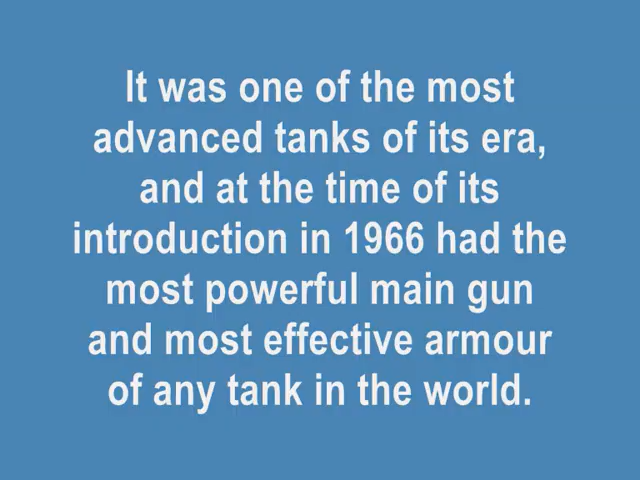 It was one of the most
advanced tanks of its era,
and at the time of its
introduction in 1966 had the
most powerful main gun
and most effective armour
of any tank in the world.